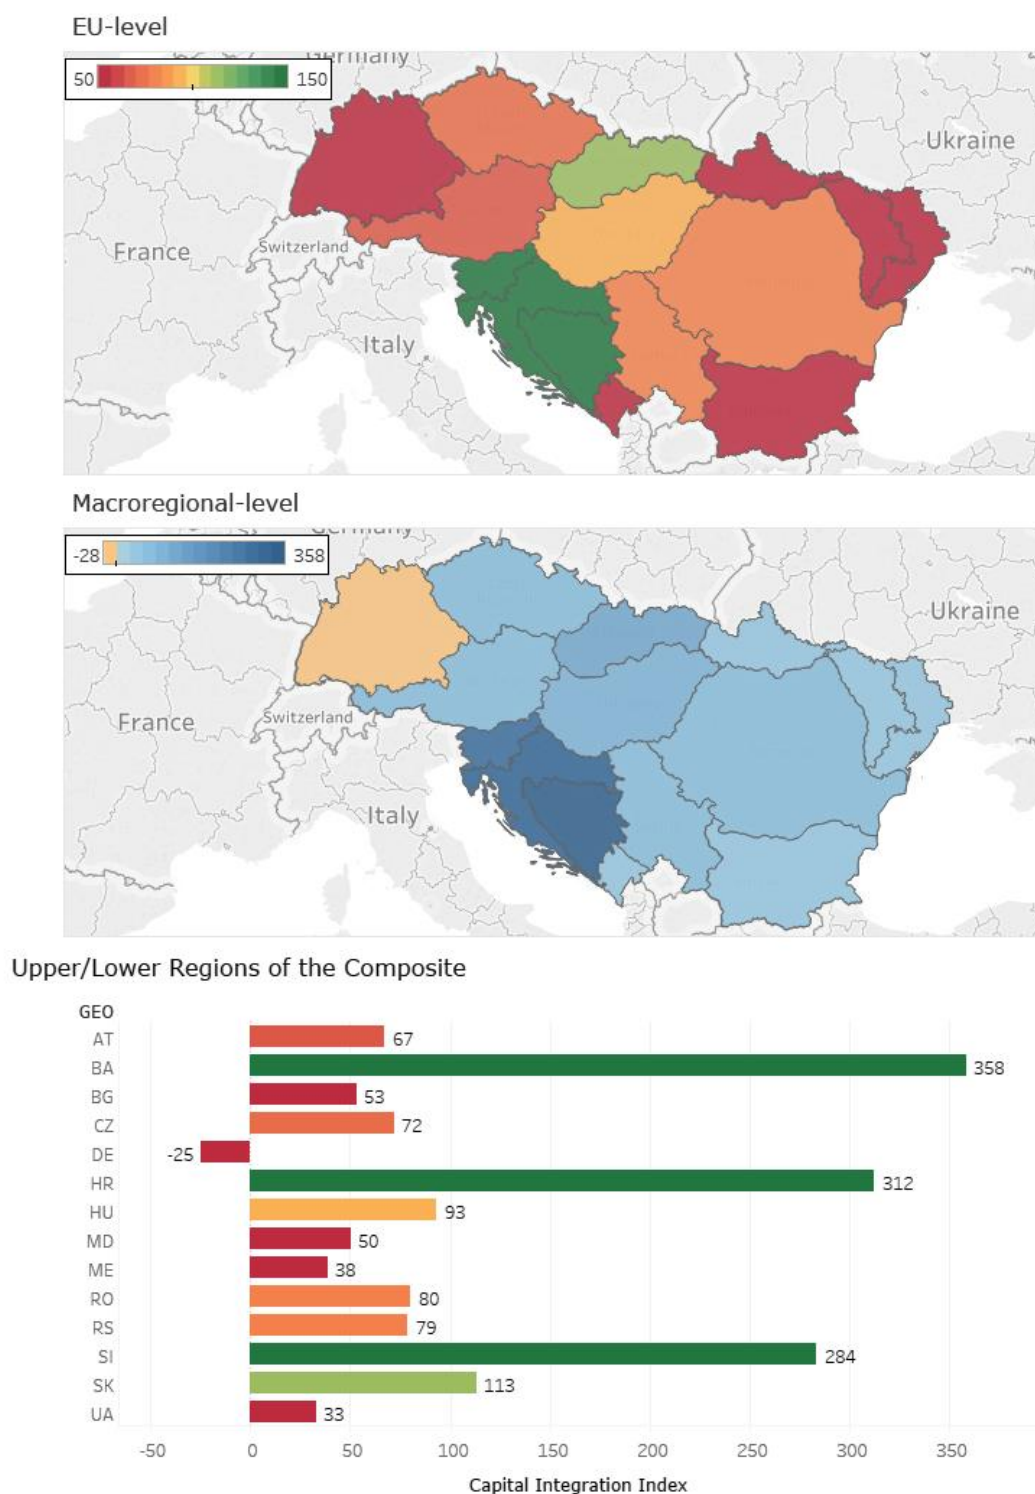 EU-level
Germany
50 150
Ukraine
France
Switzerland
Italy
Macroregional-level
Germany
-28 358
Ukraine
France
Switzerland
Italy
Upper/Lower Regions of the Composite
GEO
AT 67
BA 358
BG 53
CZ 72
DE -25
HR 312
HU 93
MD 50
ME 38
RO 80
RS 79
SI 284
SK 113
UA 33
-50 0 50 100 150 200 250 300 350
Capital Integration Index